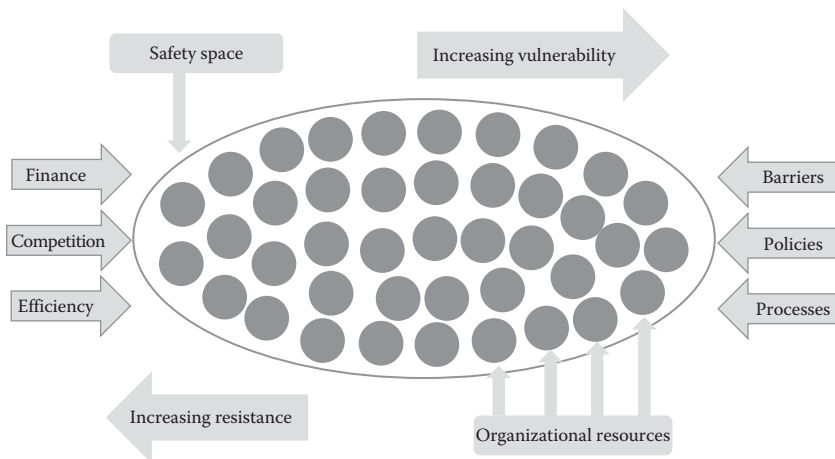 Safety space
Increasing vulnerability
Finance
Barriers
Competition
Policies
Efficiency
Processes
Increasing resistance
Organizational resources